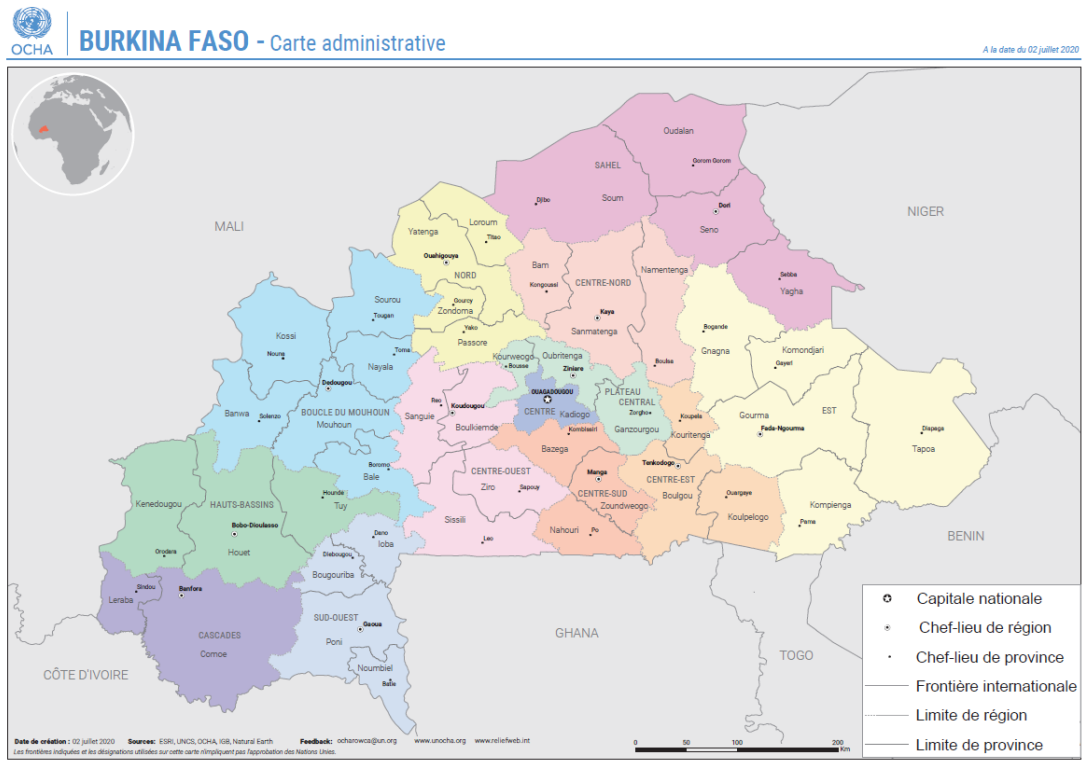 OCHA
BURKINA FASO - Carte administrative
A la date du 02 juillet 2020
Oudalan
Gorom Gorom
SAHEL
Djibo
Soum
Dori
Seno
NIGER
MALI
Loroum
Titao
Yatenga
Ouahigouya
NORD
Bam
Kongoussi
Namentenga
CENTRE-NORD
Sebba
Yagha
Sourou
Tougan
Gourcy
Zondoma
Kaya
Sanmatenga
Yako
Passore
Bogande
Gnagna
Kossi
Nouna
Toma
Nayala
Kourweogo
Bousse
Oubritenga
Ziniare
Boulsa
Komondjari
Gayeri
Dedougou
Reo
Sanguie
Koudougou
Boulkiemde
OUAGADOUGOU
CENTRE
Kadiogo
PLATEAU
CENTRAL
Zorgho
Ganzourgou
Koupela
Kouritenga
Gourma
EST
Fada-Ngourma
Diapaga
Tapoa
Banwa
Solenzo
BOUCLE DU MOUHOUN
Mouhoun
Kombissiri
Bazega
Boromo
Bale
CENTRE-OUEST
Ziro
Sapouy
Manga
CENTRE-SUD
Zoundweogo
Tenkodogo
CENTRE-EST
Boulgou
Ouargaye
Koulpelogo
Kompienga
Pama
Kenedougou
HAUTS-BASSINS
Hounde
Tuy
Bobo-Dioulasso
Houet
Orodara
Sissili
Leo
Nahouri
Po
Dano
Ioba
Diebougou
Bougouriba
BENIN
Sindou
Leraba
Banfora
CASCADES
Comoe
SUD-OUEST
Gaoua
Poni
Noumbiel
Batie
GHANA
TOGO
CÔTE D'IVOIRE
Capitale nationale
Chef-lieu de région
Chef-lieu de province
Frontière internationale
Limite de région
Limite de province
0 50 100 200
Km
Date de création : 02 juillet 2020 Sources: ESRI, UNCS, OCHA, IGB, Natural Earth Feedback: ocharowca@un.org www.unocha.org www.reliefweb.int
Les frontières indiquées et les désignations utilisées sur cette carte n'impliquent pas l'approbation des Nations Unies.